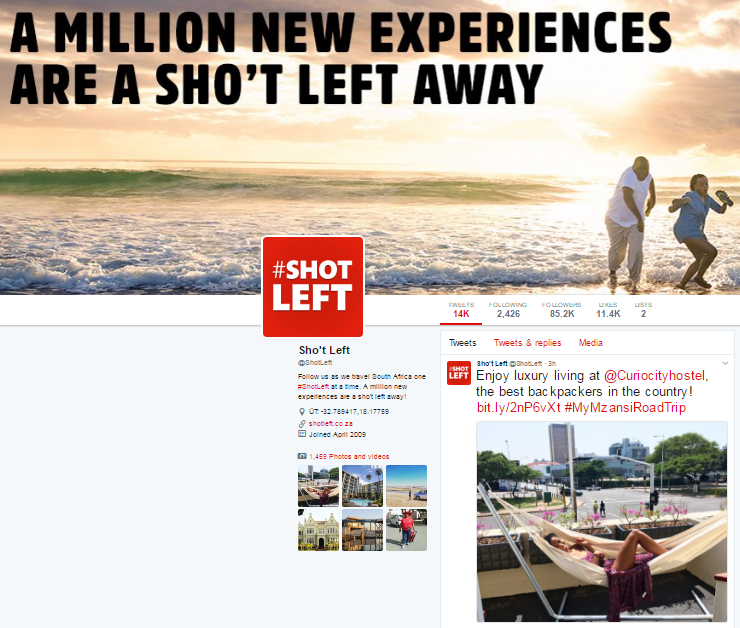 A MILLION NEW EXPERIENCES
ARE A SHO'T LEFT AWAY
#SHOT
LEFT
TWEETS FOLLOWING FOLLOWERS LIKES LISTS
14K 2,426 85.2K 11.4K 2
Sho't Left
@ShotLeft
Follow us as we travel South Africa one
#ShotLeft at a time. A million new
experiences are a sho't left away!
ÜT: -32.789417,18.17759
shotleft.co.za
Joined April 2009
1,459 Photos and videos
Tweets Tweets & replies Media
#SHOT
LEFT
Sho't Left @ShotLeft · 3h
Enjoy luxury living at @Curiocityhostel,
the best backpackers in the country!
bit.ly/2nP6vXt #MyMzansiRoadTrip